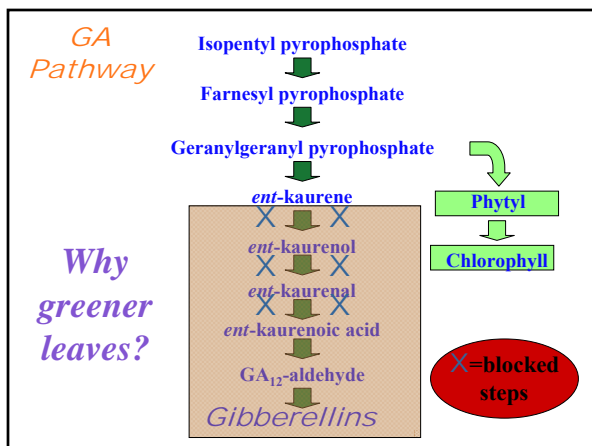 GA
Pathway
Isopentyl pyrophosphate
Farnesyl pyrophosphate
Geranylgeranyl pyrophosphate
ent-kaurene
X X
ent-kaurenol
X X
ent-kaurenal
X X
ent-kaurenoic acid
GA12-aldehyde
Gibberellins
Phytyl
Chlorophyll
Why
greener
leaves?
X=blocked
steps